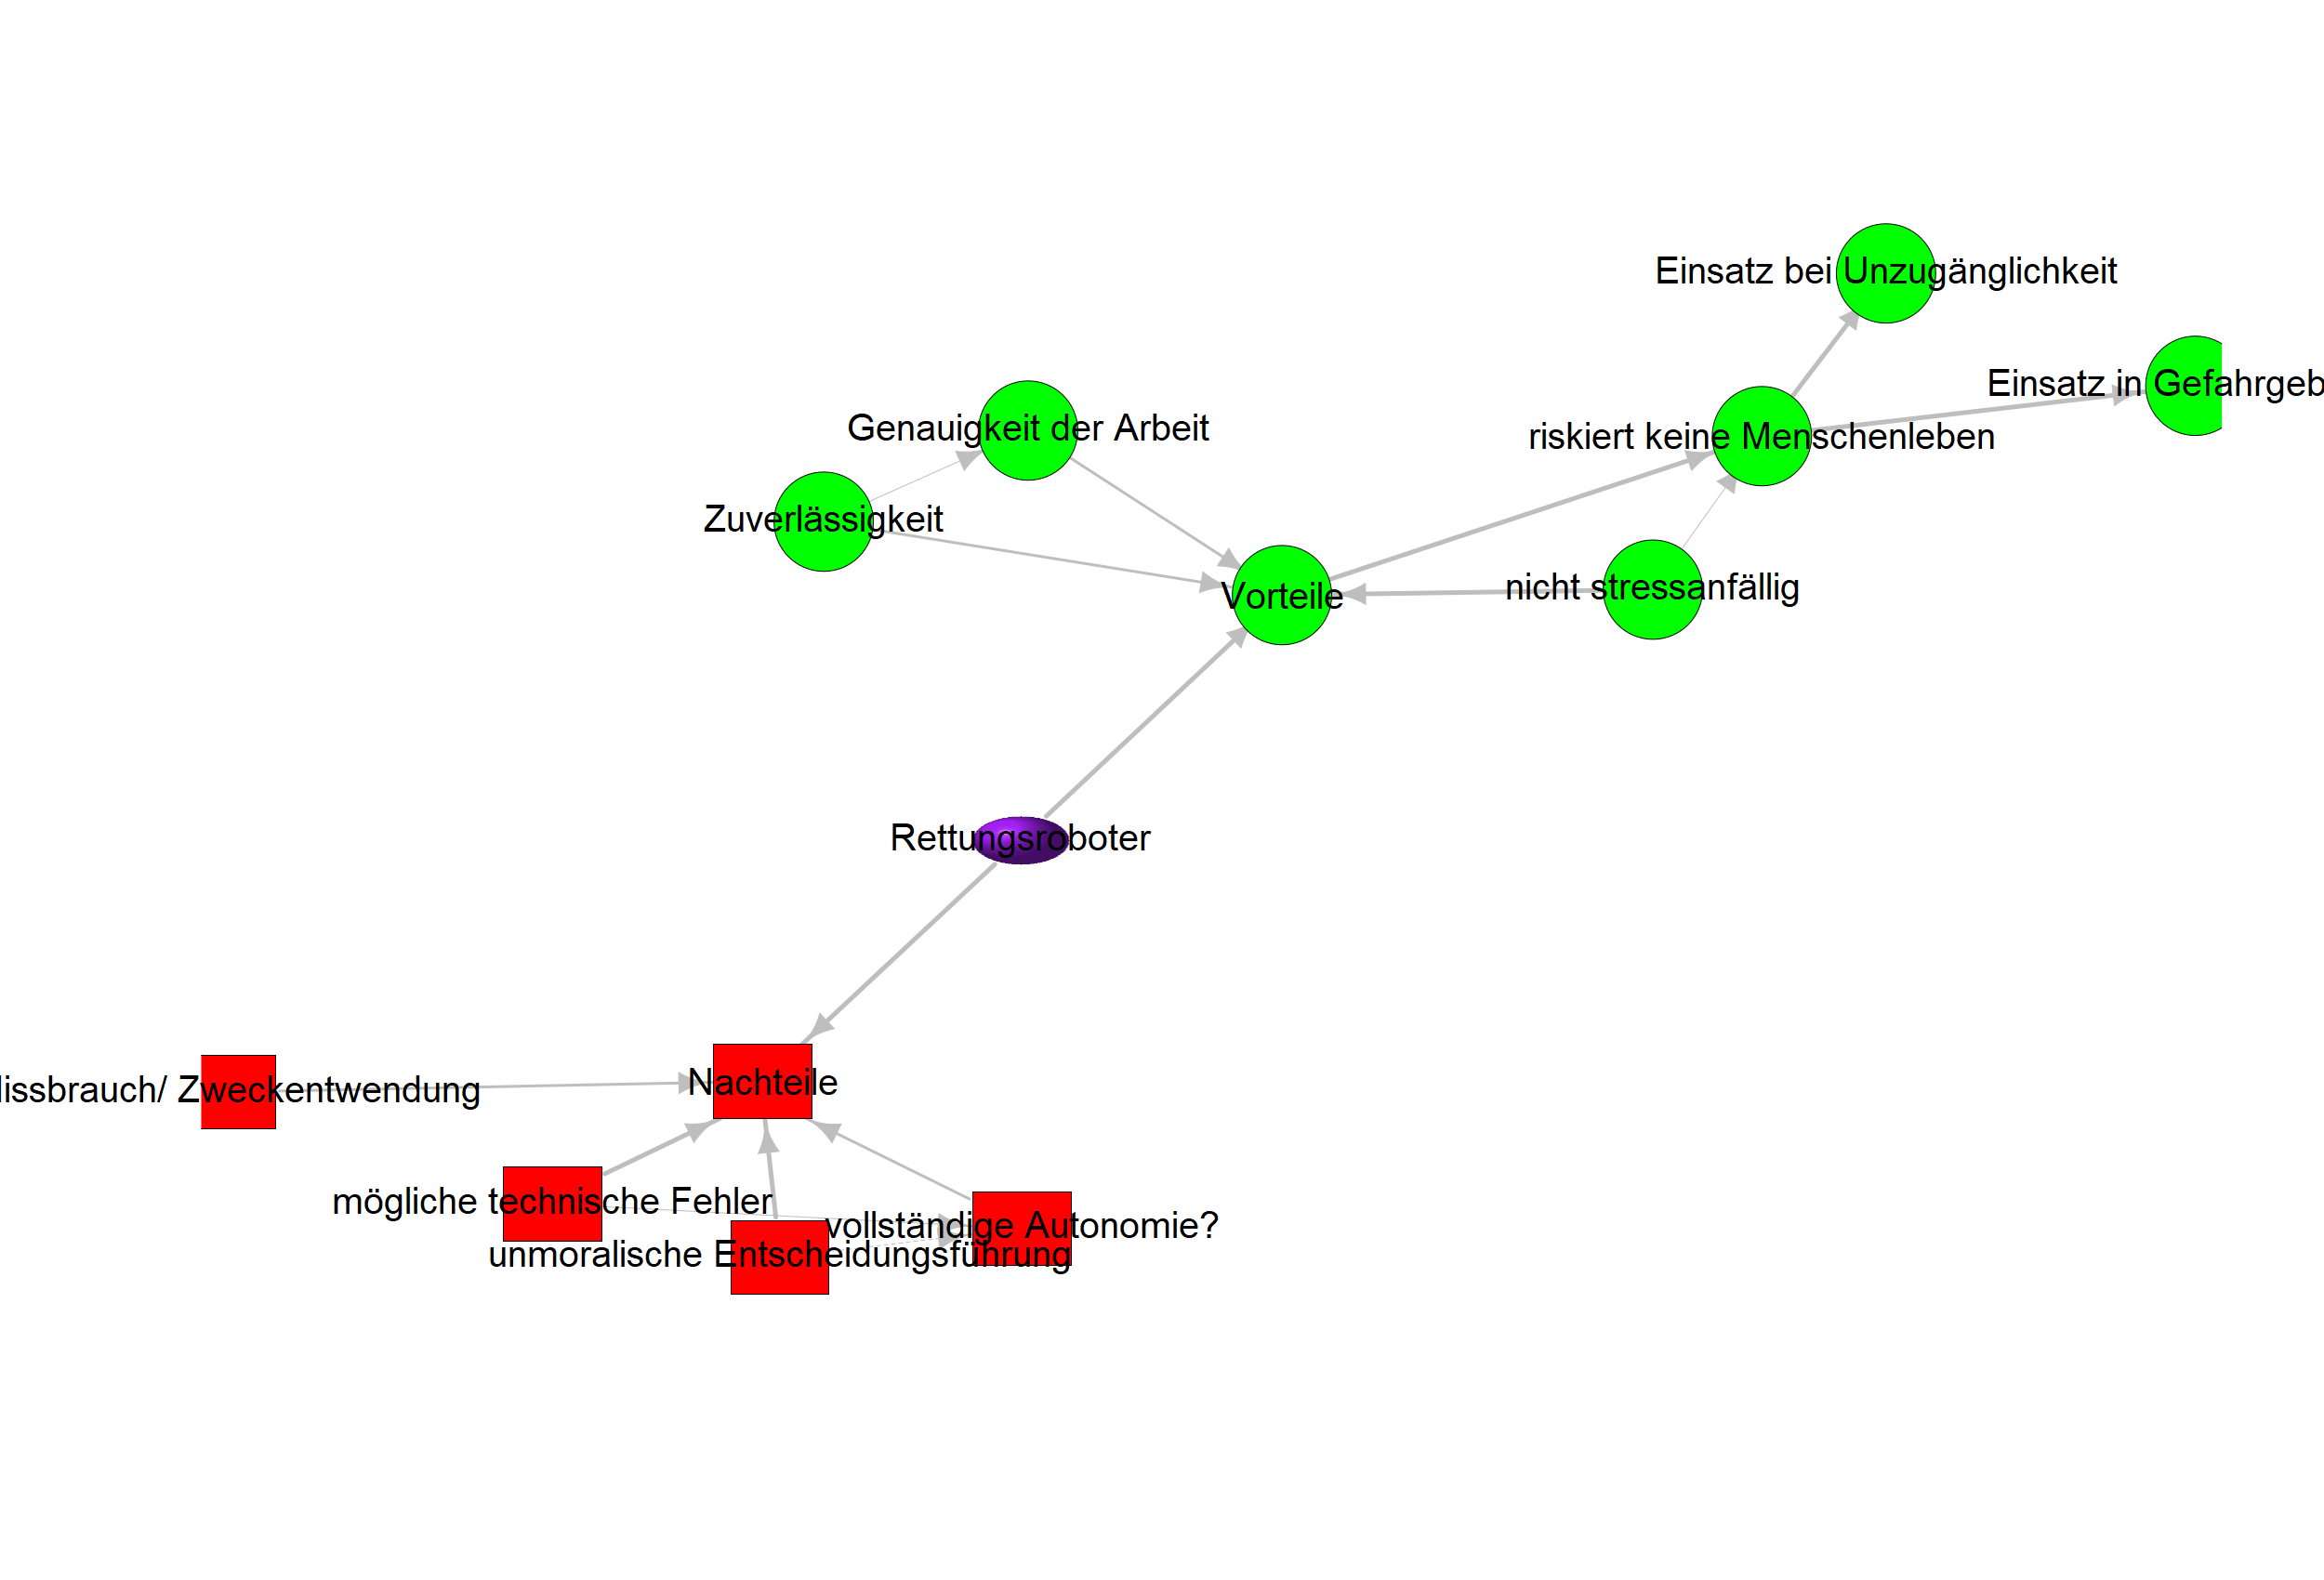 Einsatz bei Unzugänglichkeit
Einsatz in Gefahrgeb
Genauigkeit der Arbeit
riskiert keine Menschenleben
Zuverlässigkeit
Vorteile
nicht stressanfällig
Rettungsroboter
Nachteile
issbrauch/ Zweckentwendung
mögliche technische Fehler
vollständige Autonomie?
unmoralische Entscheidungsführung